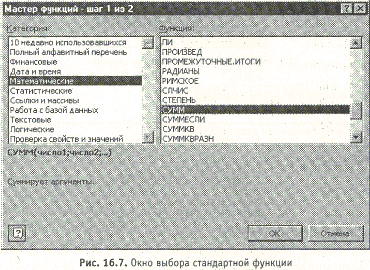 Мастер функций - шаг 1 из 2
Категория:
10 недавно использовавшихся
Полный алфавитный перечень
Финансовые
Дата и время
Математические
Статистические
Ссылки и массивы
Работа с базой данных
Текстовые
Логические
Проверка свойств и значений
Функция:
ПИ
ПРОИЗВЕД
ПРОМЕЖУТОЧНЫЕ.ИТОГИ
РАДИАНЫ
РИМСКОЕ
СЛЧИС
СТЕПЕНЬ
СУММ
СУММЕСЛИ
СУММКВ
СУММКВРАЗН
СУММ(число1;число2;...)
Суммирует аргументы.
OK
Отмена
Рис. 16.7. Окно выбора стандартной функции